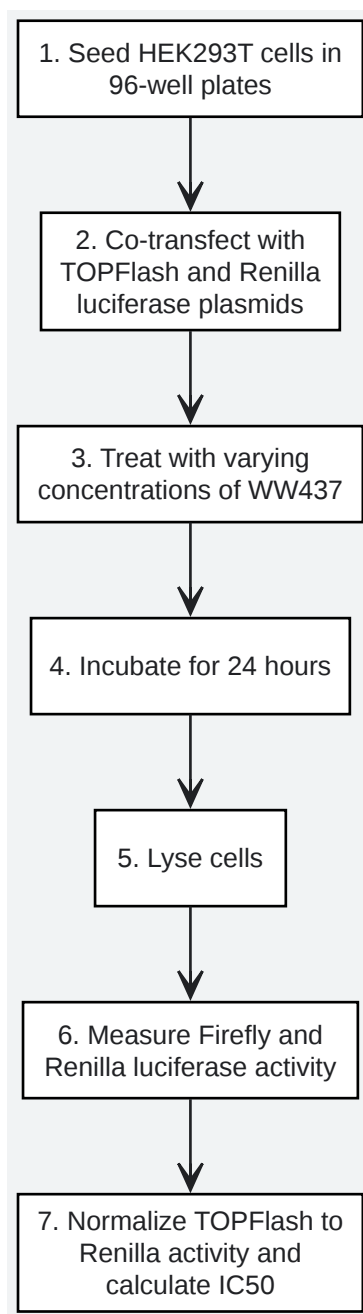 1. Seed HEK293T cells in
96-well plates
2. Co-transfect with
TOPFlash and Renilla
luciferase plasmids
3. Treat with varying
concentrations of WW437
4. Incubate for 24 hours
5. Lyse cells
6. Measure Firefly and
Renilla luciferase activity
7. Normalize TOPFlash to
Renilla activity and
calculate IC50